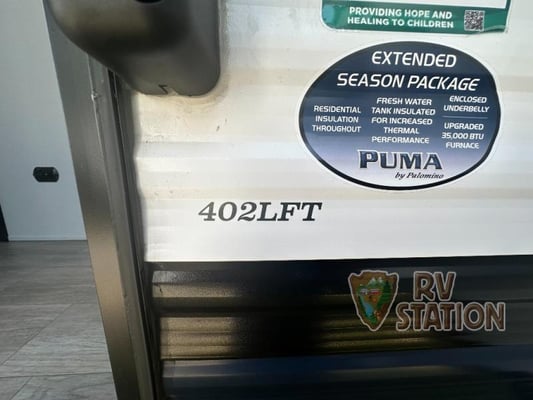 PROVIDING HOPE AND
HEALING TO CHILDREN
EXTENDED
SEASON PACKAGE
RESIDENTIAL
INSULATION
THROUGHOUT
FRESH WATER
TANK INSULATED
FOR INCREASED
THERMAL
PERFORMANCE
ENCLOSED
UNDERBELLY
UPGRADED
35,000 BTU
FURNACE
PUMA
by Palomino
402LFT
RV
STATION